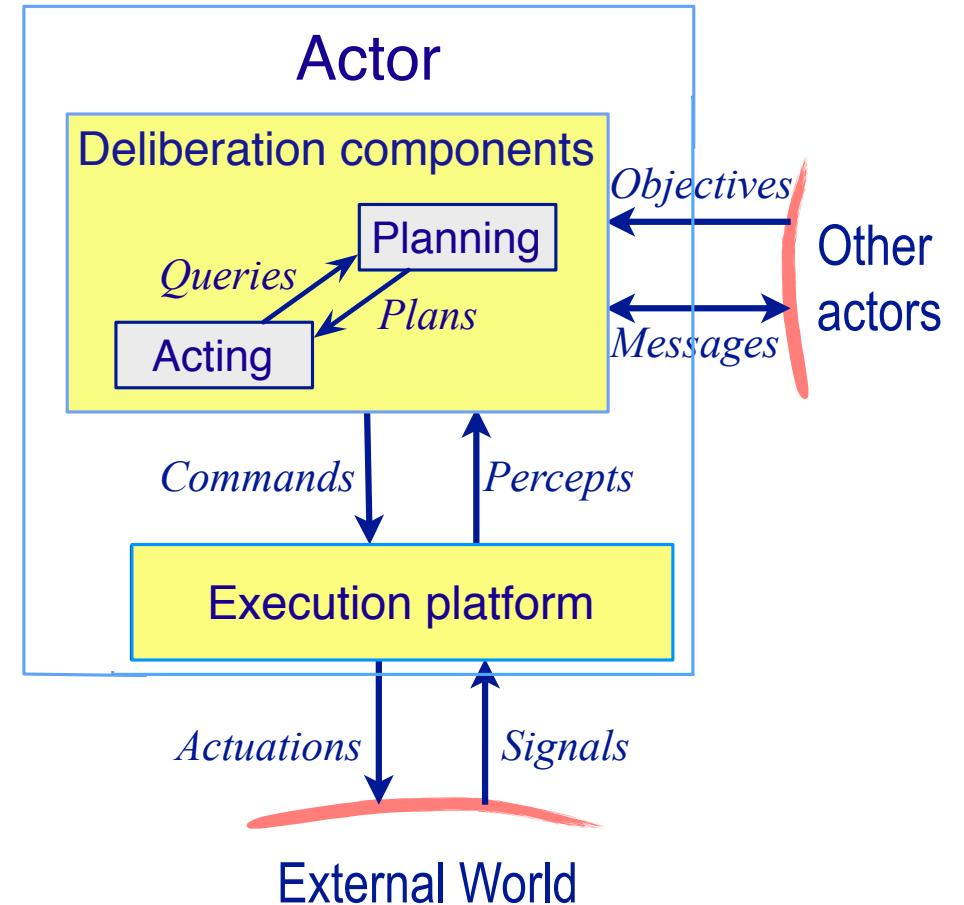 Actor
Deliberation components
Objectives
Planning
Other
actors
Queries
Plans
Messages
Acting
Commands
Percepts
Execution platform
Actuations
Signals
External World